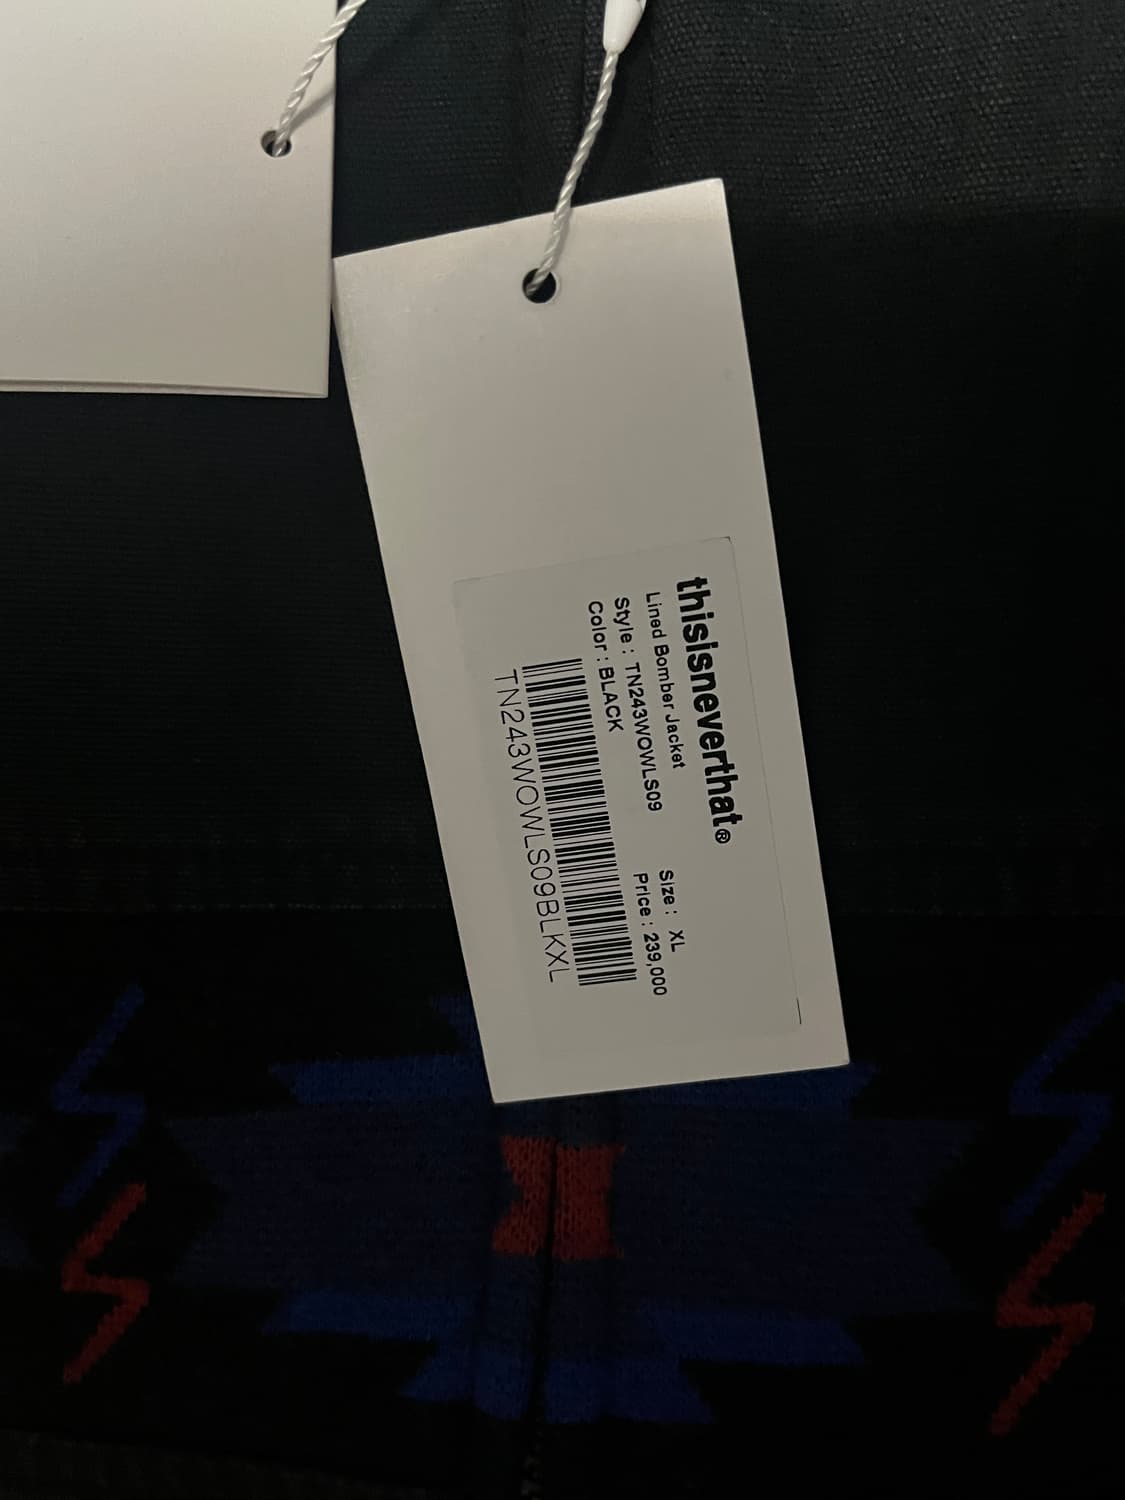 thisisneverthat®
Lined Bomber Jacket
Style : TN243WOWLS09 Size : XL
Color : BLACK Price : 239,000
TN243WOWLS09BLKXL